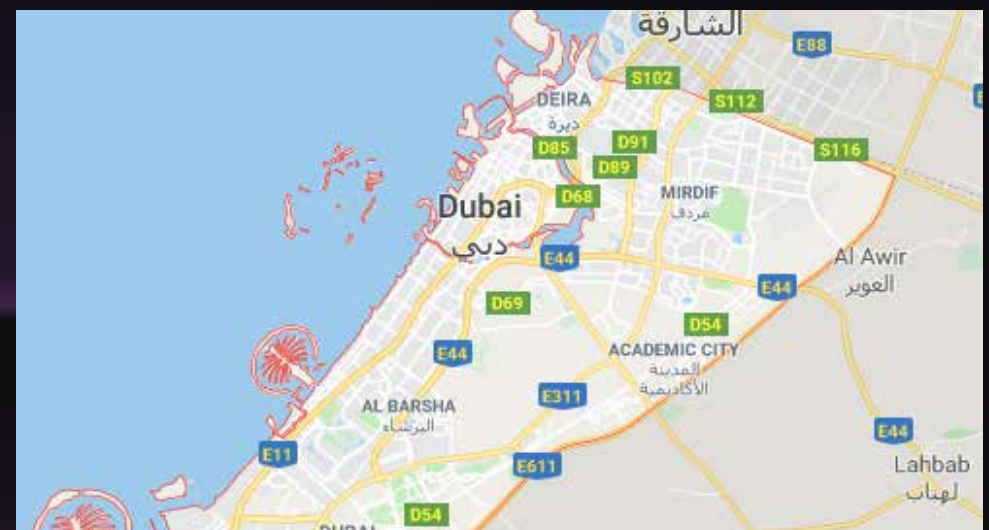 الشارقة
E88
S102
DEIRA
ديرة
S112
D85
D91
S116
D89
D68
MIRDIF
مردف
Dubai
دبي
E44
Al Awir
العوير
E44
D69
D54
E44
ACADEMIC CITY
المدينة
الأكاديمية
E311
AL BARSHA
البرشاء
E11
E44
E611
Lahbab
لهباب
D54
DUBAI